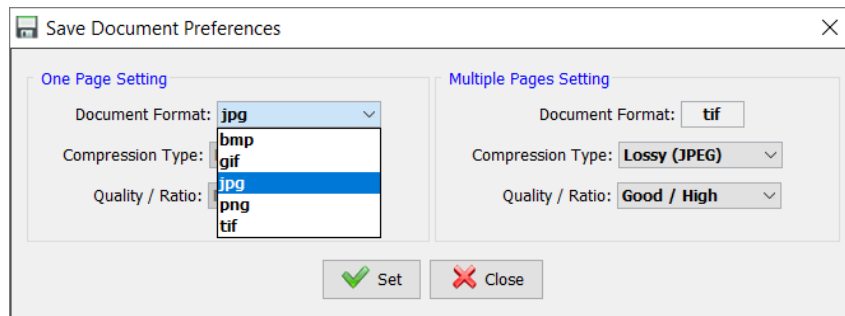 Save Document Preferences
One Page Setting
Document Format: jpg
bmp
gif
jpg
png
tif
Compression Type:
Quality / Ratio:
Multiple Pages Setting
Document Format: tif
Compression Type: Lossy (JPEG)
Quality / Ratio: Good / High
Set
Close